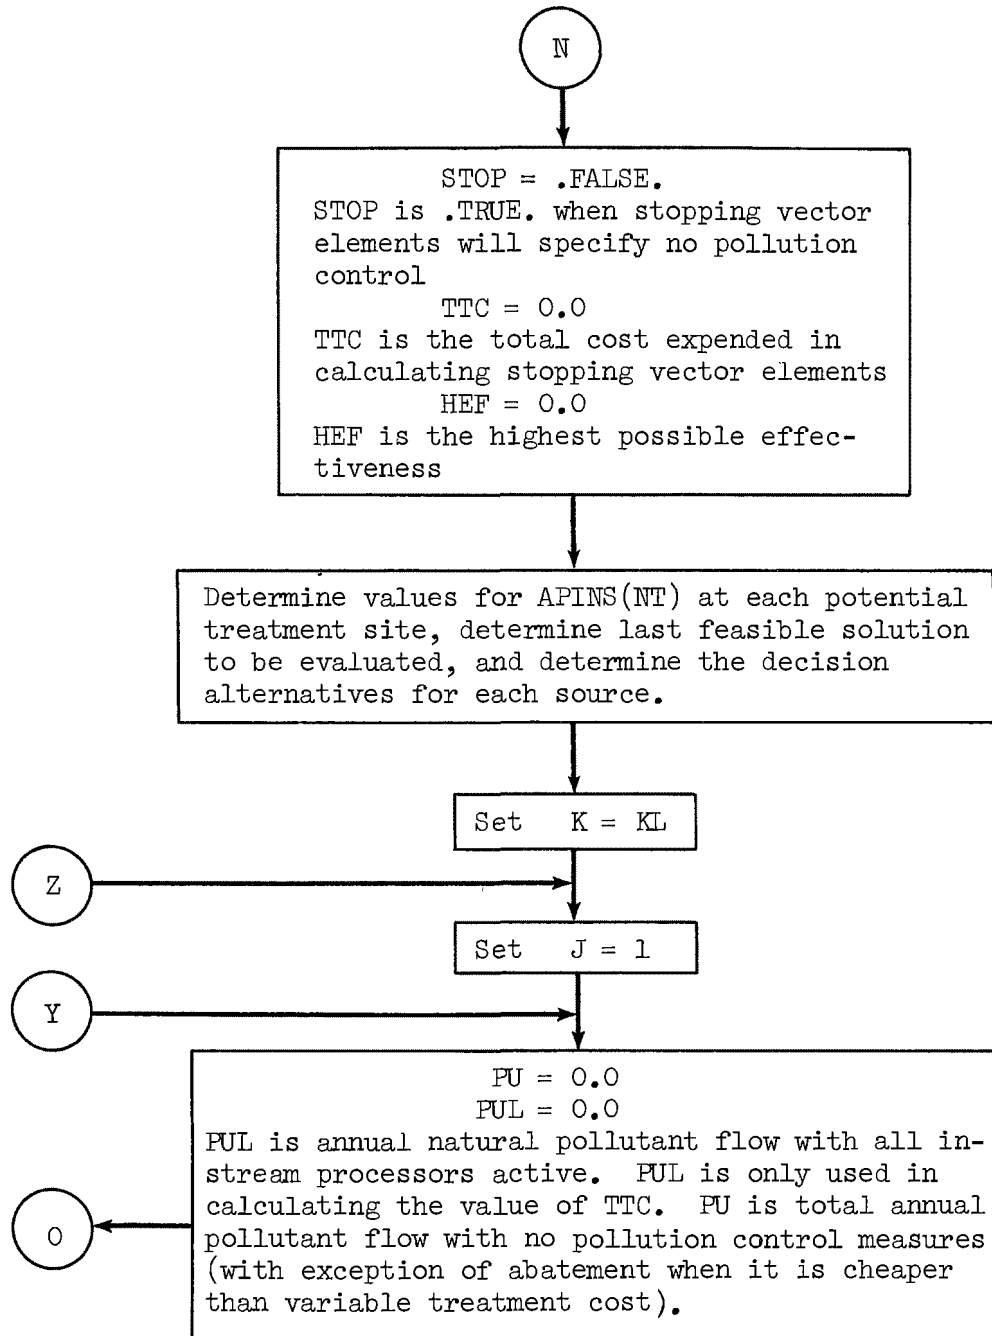 N
STOP = .FALSE.
STOP is .TRUE. when stopping vector
elements will specify no pollution
control
TTC = 0.0
TTC is the total cost expended in
calculating stopping vector elements
HEF = 0.0
HEF is the highest possible effec-
tiveness
Determine values for APINS(NT) at each potential
treatment site, determine last feasible solution
to be evaluated, and determine the decision
alternatives for each source.
Set K = KL
Z
Set J = 1
Y
PU = 0.0
PUL = 0.0
PUL is annual natural pollutant flow with all in-
stream processors active. PUL is only used in
calculating the value of TTC. PU is total annual
pollutant flow with no pollution control measures
(with exception of abatement when it is cheaper
than variable treatment cost).
O